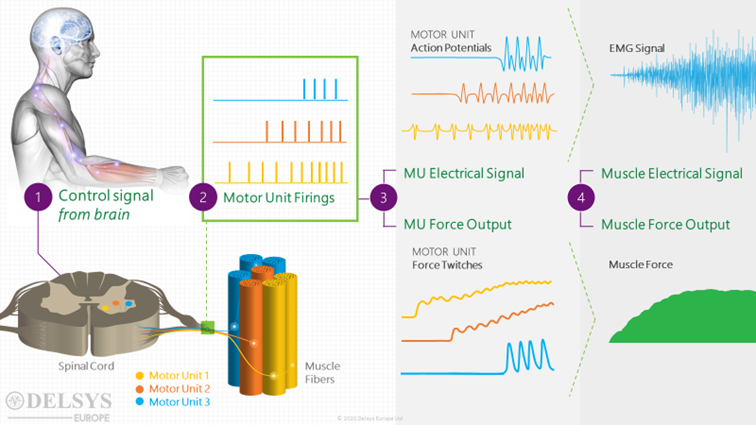 1
Control signal
from brain
2
Motor Unit Firings
Spinal Cord
Motor Unit 1
Motor Unit 2
Motor Unit 3
Muscle
Fibers
DELSYS
EUROPE
© 2020 Delsys Europe Ltd
MOTOR UNIT
Action Potentials
3
MU Electrical Signal
MU Force Output
MOTOR UNIT
Force Twitches
EMG Signal
4
Muscle Electrical Signal
Muscle Force Output
Muscle Force